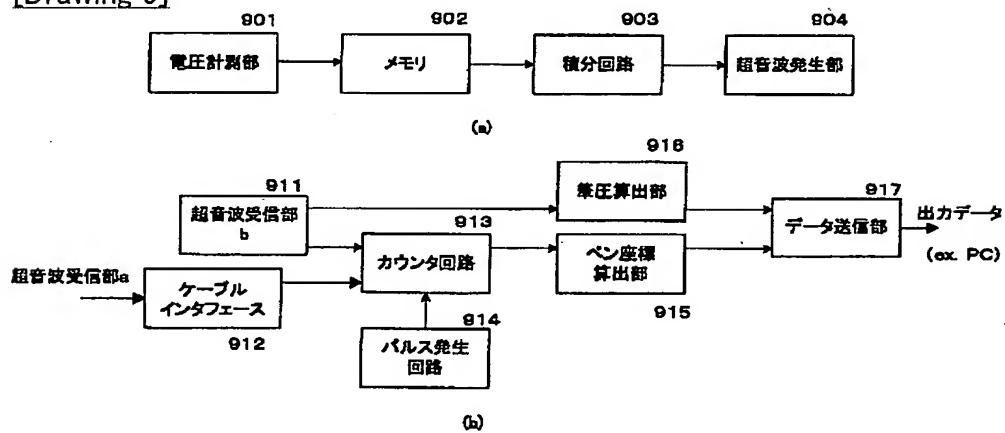 901
902
903
904
電圧計測部
メモリ
積分回路
超音波発生部
(a)
911
超音波受信部
b
916
筆圧算出部
917
データ送信部
出力データ
(ex. PC)
913
カウンタ回路
ペン座標
算出部
915
超音波受信部a
ケーブル
インタフェース
912
914
パルス発生
回路
(b)